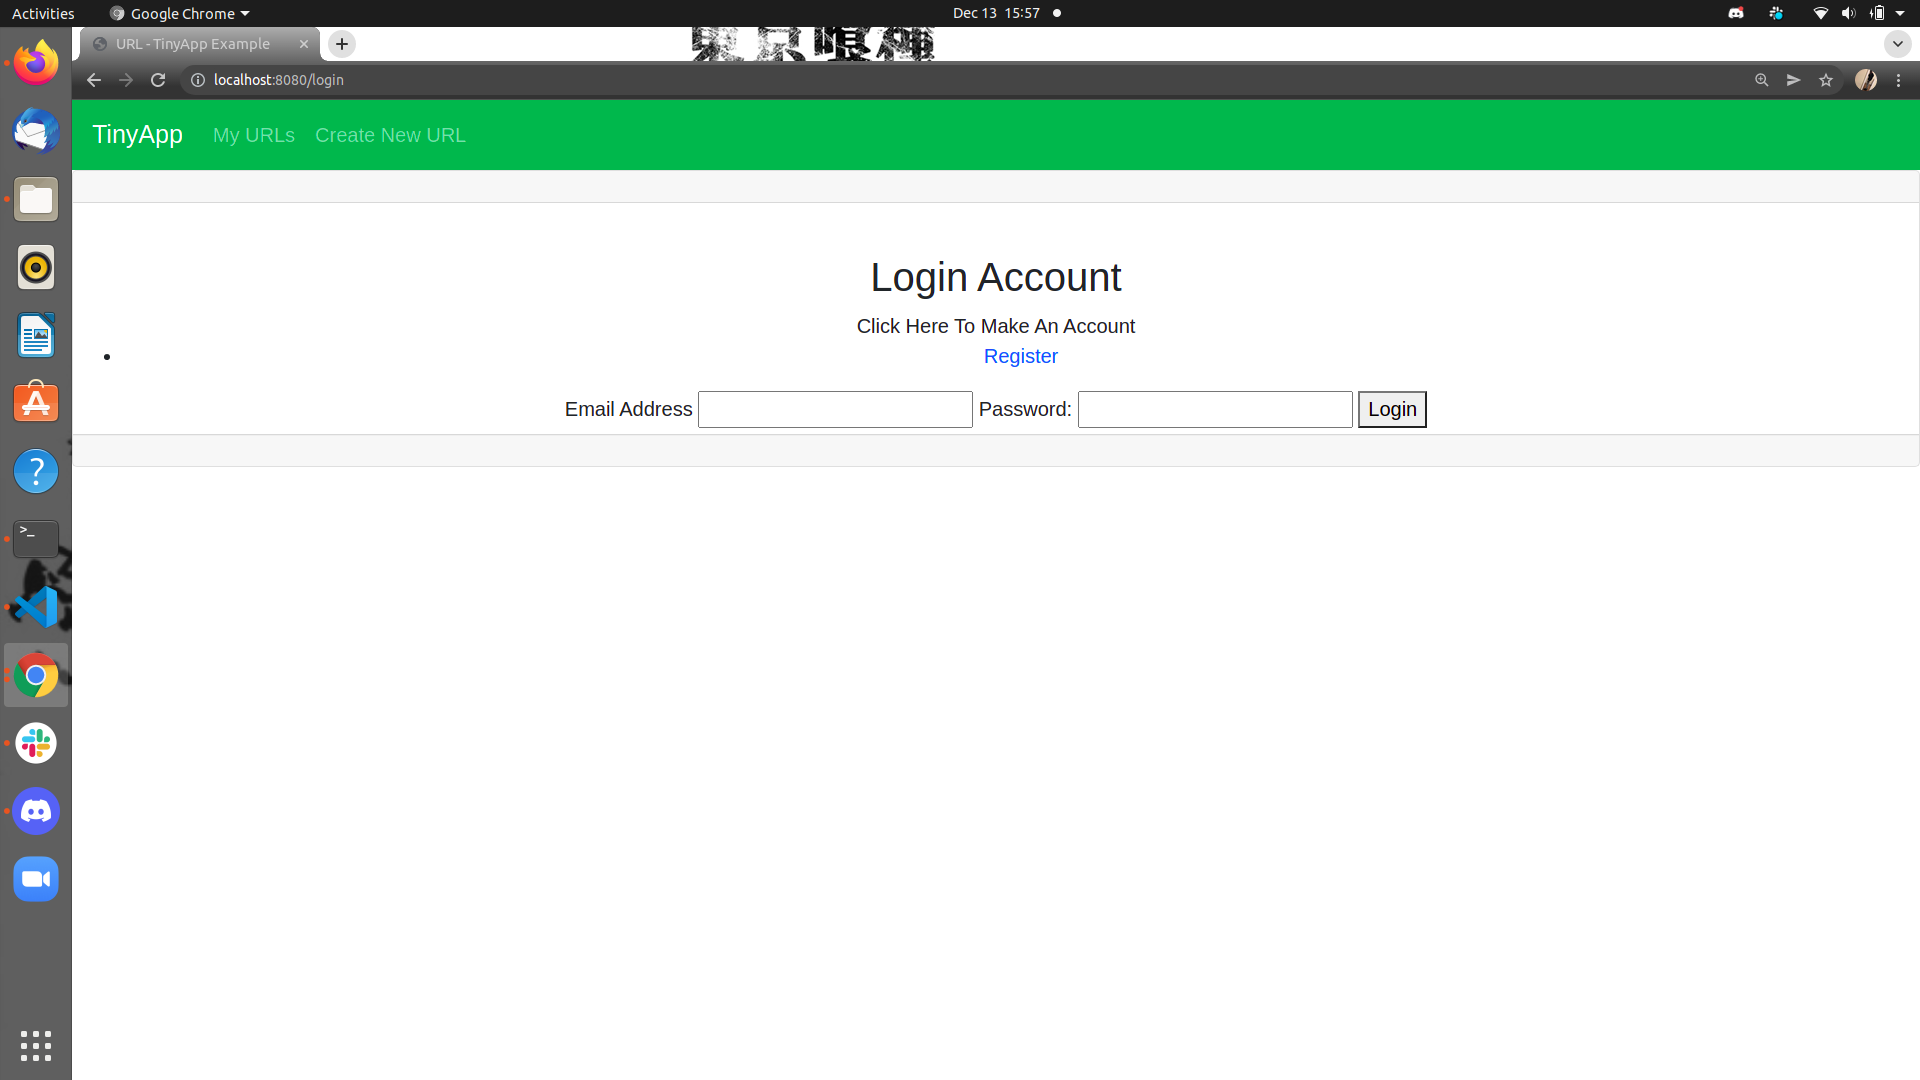 Activities
Google Chrome
Dec 13 15:57
URL - TinyApp Example
localhost:8080/login
TinyApp
My URLs
Create New URL
Login Account
Click Here To Make An Account
Register
Email Address
Password:
Login